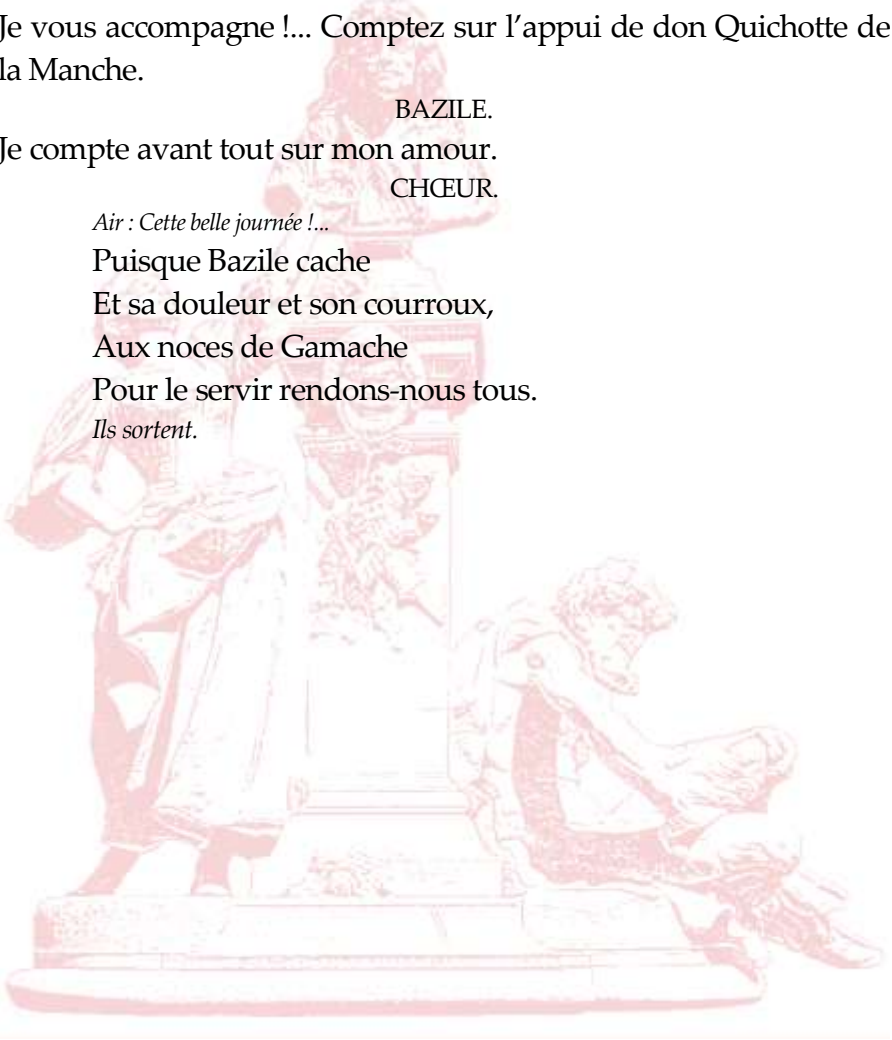 Je vous accompagne !... Comptez sur l’appui de don Quichotte de
la Manche.
BAZILE.
Je compte avant tout sur mon amour.
CHŒUR.
Air : Cette belle journée !...
Puisque Bazile cache
Et sa douleur et son courroux,
Aux noces de Gamache
Pour le servir rendons-nous tous.
Ils sortent.